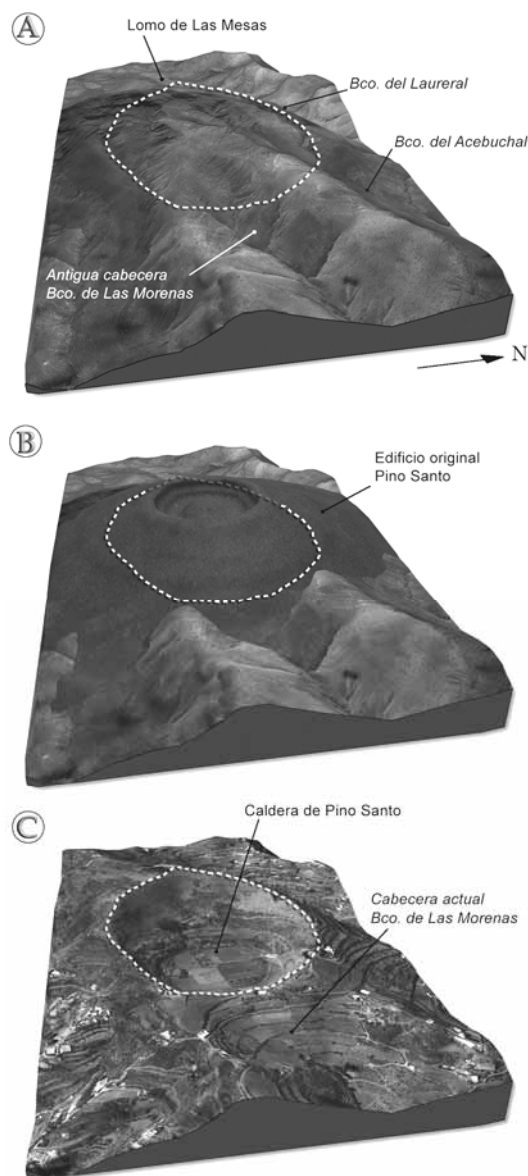 A
Lomo de Las Mesas
Bco. del Laureral
Bco. del Acebuchal
Antigua cabecera
Bco. de Las Morenas
N
B
Edificio original
Pino Santo
C
Caldera de Pino Santo
Cabecera actual
Bco. de Las Morenas